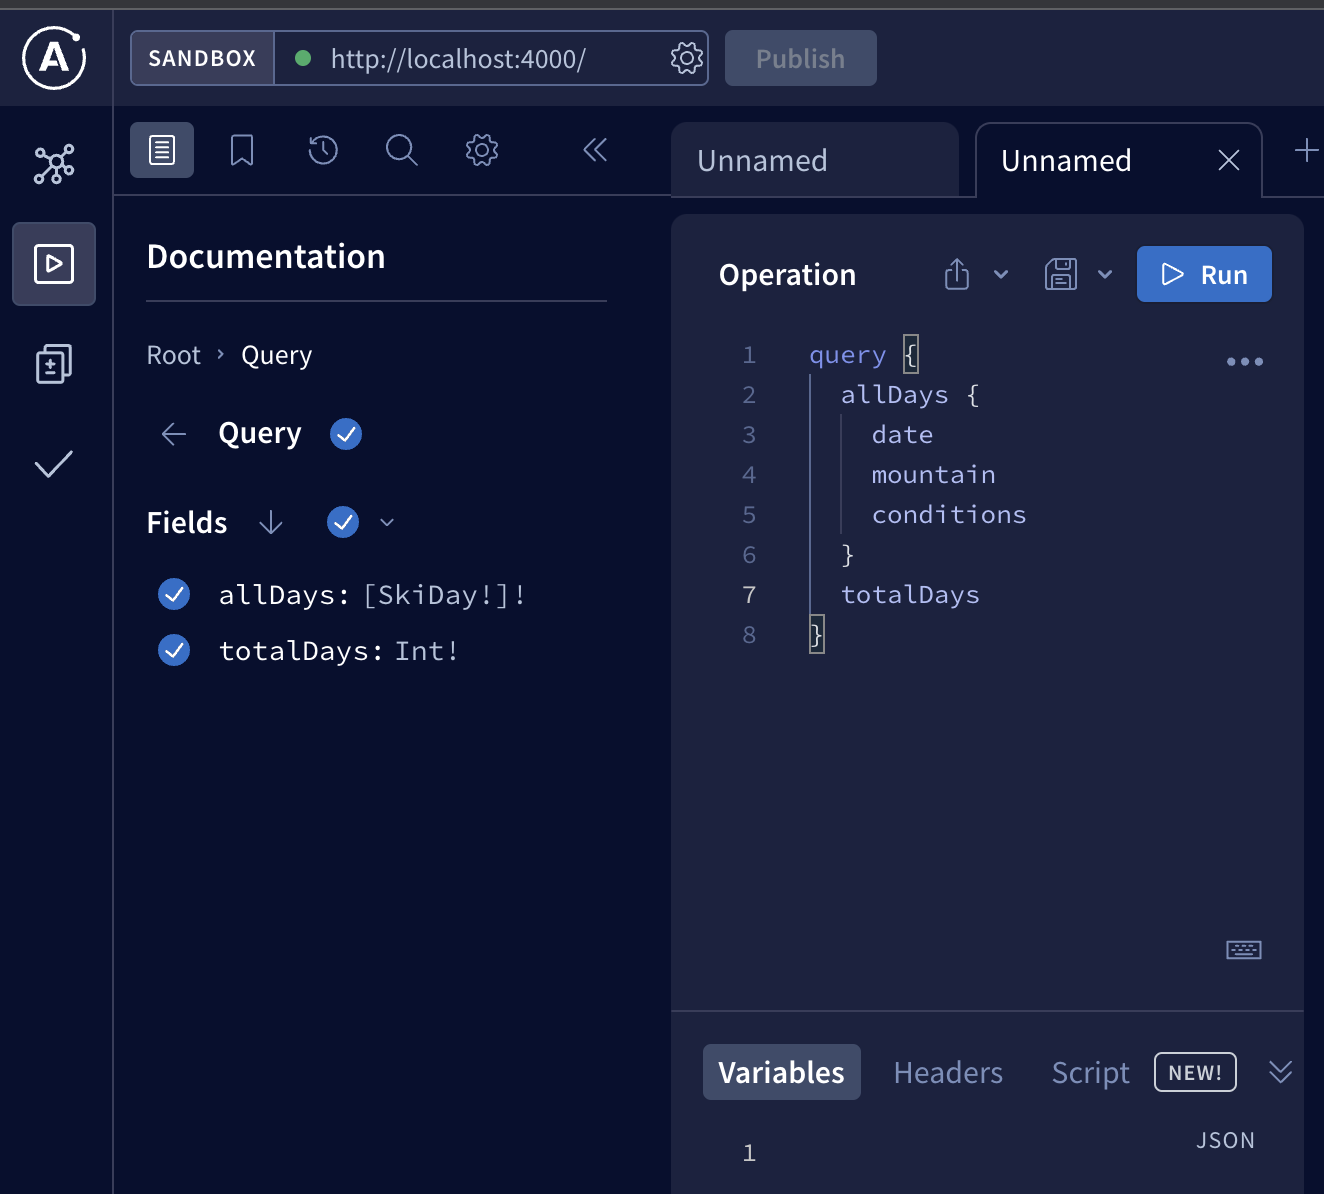 A
SANDBOX
http://localhost:4000/
Publish
Unnamed
Unnamed
Documentation
Root
Query
Query
Fields
allDays: [SkiDay!]!
totalDays: Int!
Operation
Run
1 query {
2 allDays {
3 date
4 mountain
5 conditions
6 }
7 totalDays
8 }
Variables
Headers
Script
NEW!
1
JSON